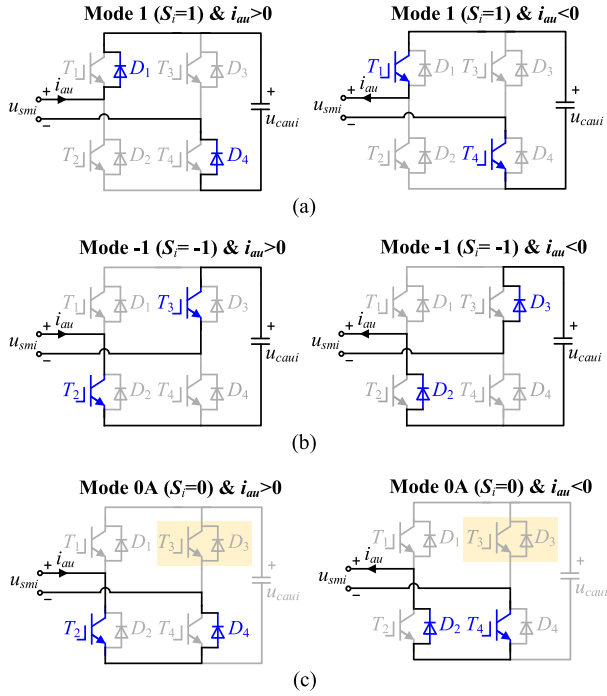 Mode 1 (Si=1) & iau>0
T1
D1
T3
D3
+
iau
usmi
−
+
ucaui
T2
D2
T4
D4
Mode 1 (Si=1) & iau<0
T1
D1
T3
D3
+
iau
usmi
−
+
ucaui
T2
D2
T4
D4
(a)
Mode -1 (Si= -1) & iau>0
T1
D1
T3
D3
+
iau
usmi
−
+
ucaui
T2
D2
T4
D4
Mode -1 (Si= -1) & iau<0
T1
D1
T3
D3
+
iau
usmi
−
+
ucaui
T2
D2
T4
D4
(b)
Mode 0A (Si=0) & iau>0
T1
D1
T3
D3
+
iau
usmi
−
+
ucaui
T2
D2
T4
D4
Mode 0A (Si=0) & iau<0
T1
D1
T3
D3
+
iau
usmi
−
+
ucaui
T2
D2
T4
D4
(c)